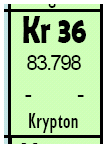 Kr 36
83.798
- -
Krypton